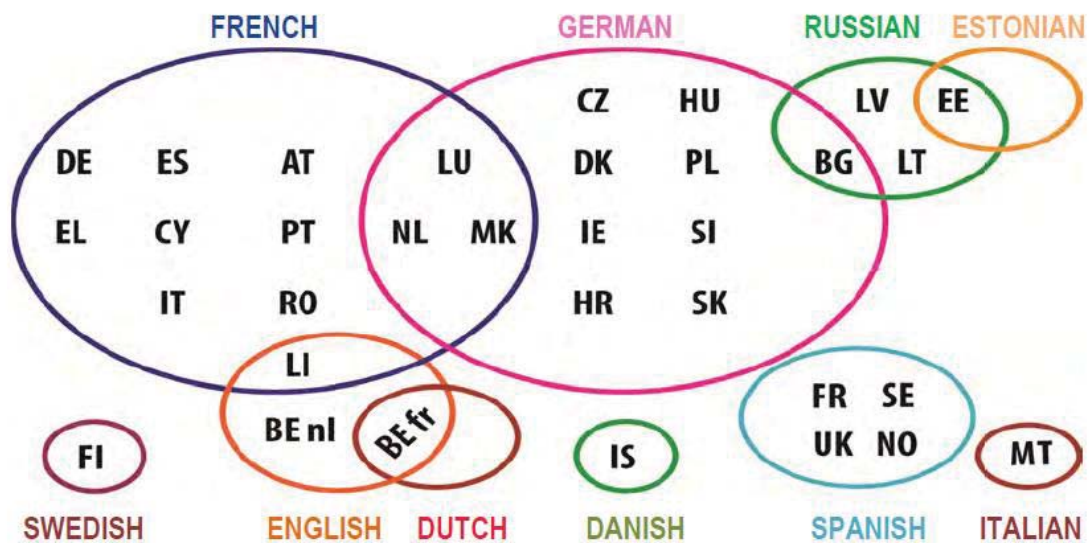 FRENCH GERMAN RUSSIAN ESTONIAN
CZ HU LV EE
DE ES AT LU DK PL BG LT
EL CY PT NL MK IE SI
IT RO HR SK
LI
FR SE
BE nl BE fr
UK NO
FI IS MT
SWEDISH ENGLISH DUTCH DANISH SPANISH ITALIAN